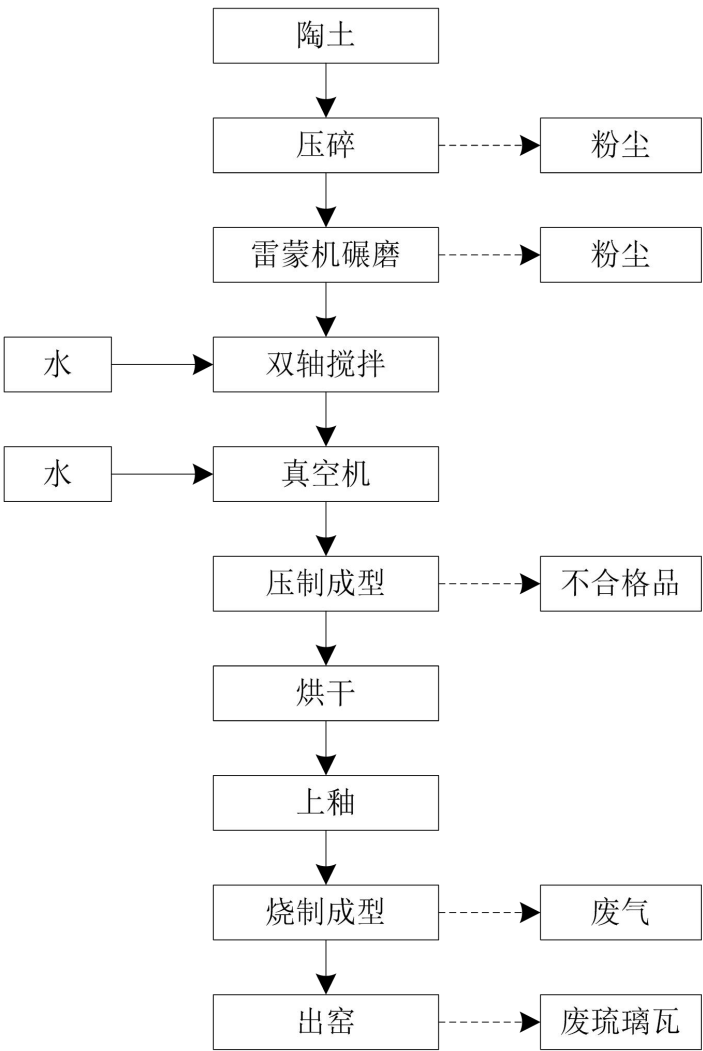 陶土
压碎
粉尘
雷蒙机碾磨
粉尘
水
双轴搅拌
水
真空机
压制成型
不合格品
烘干
上釉
烧制成型
废气
出窑
废琉璃瓦